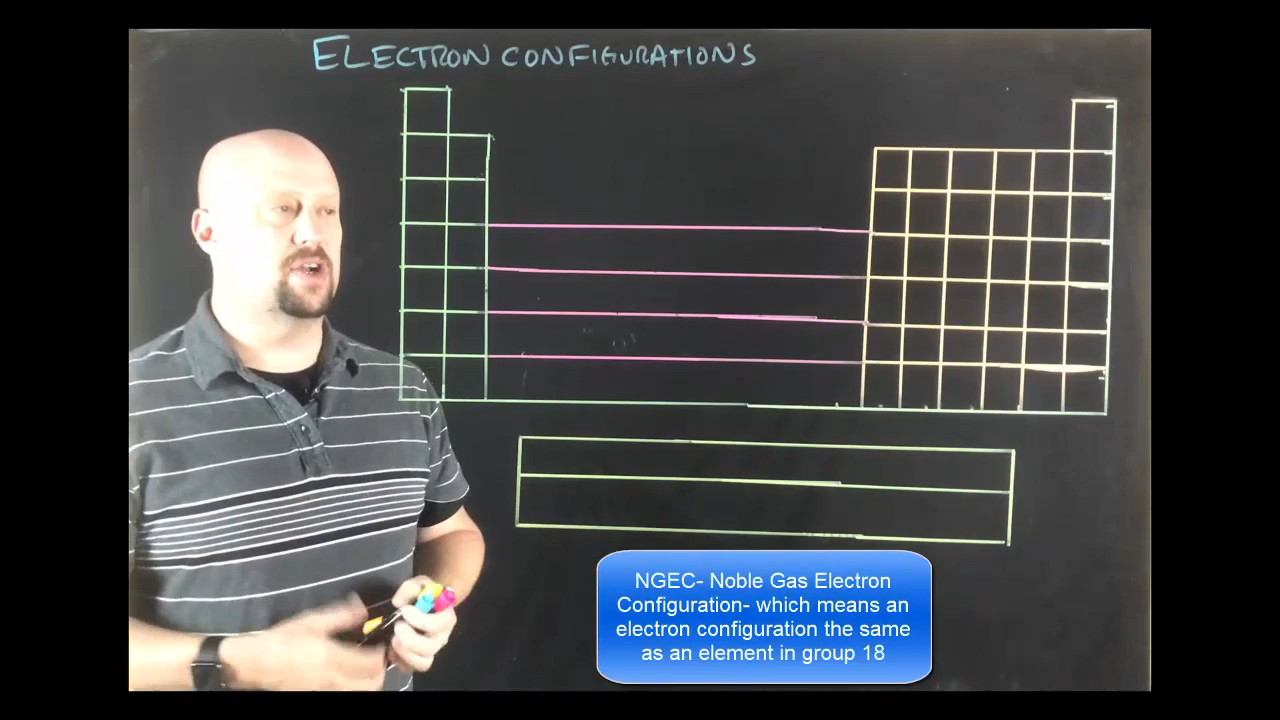 ELECTRON CONFIGURATIONS
NGEC- Noble Gas Electron
Configuration- which means an
electron configuration the same
as an element in group 18